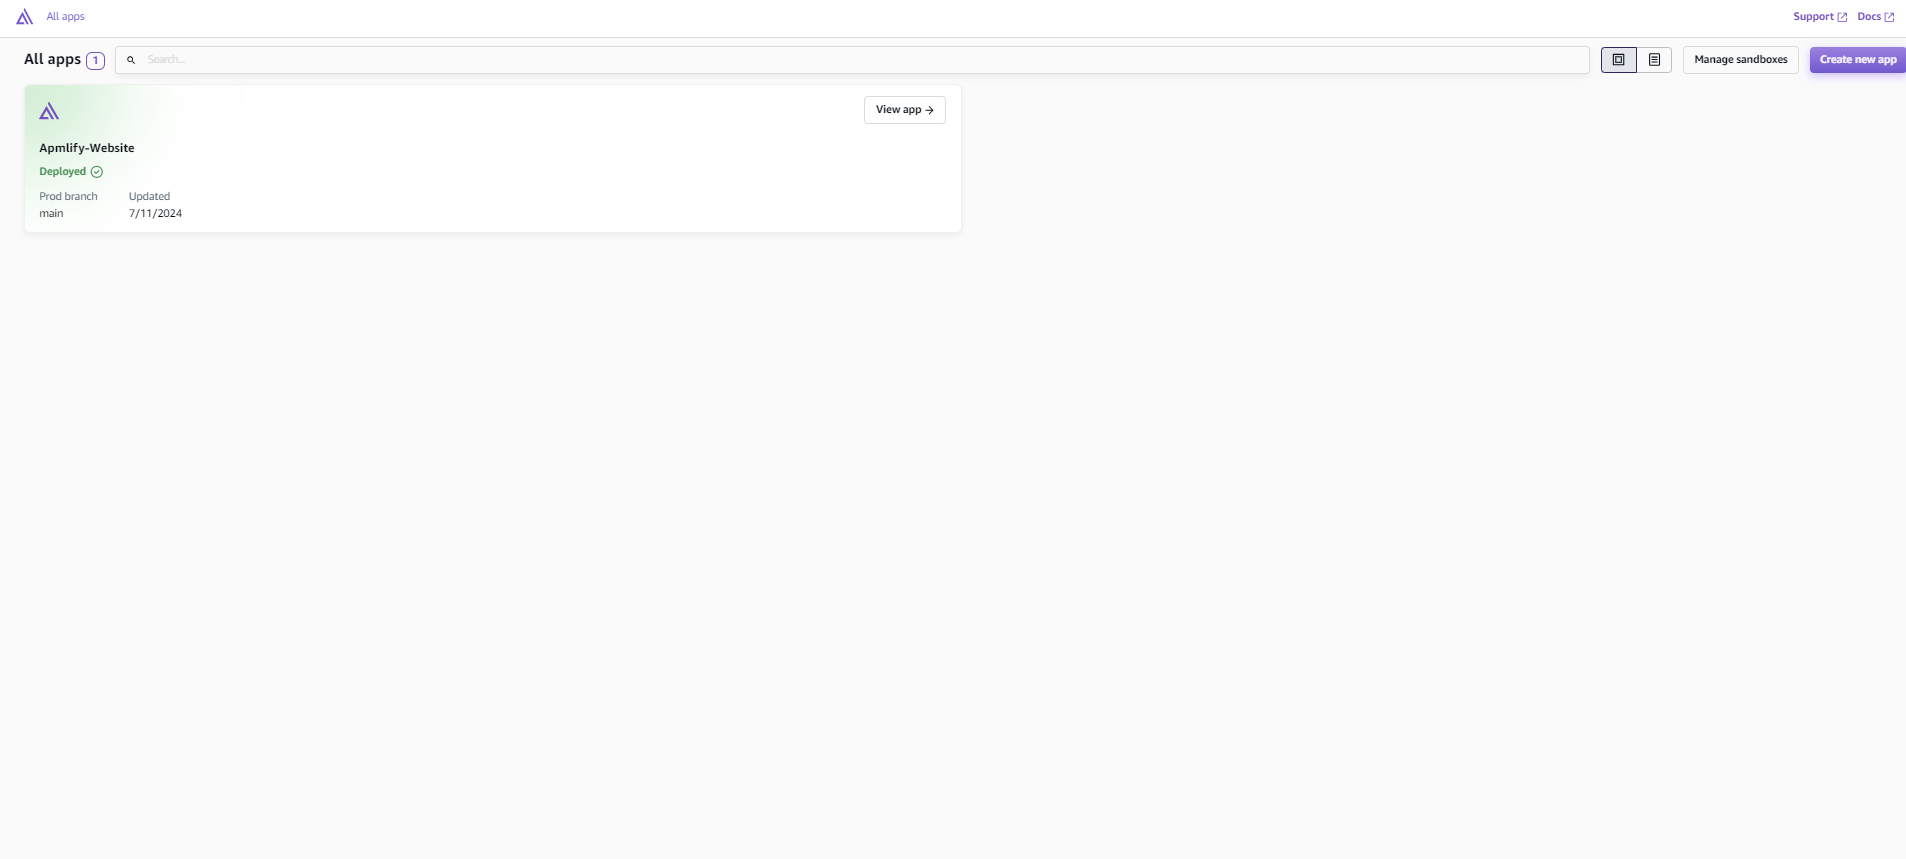 All apps
Support
Docs
All apps 1
Search...
Manage sandboxes
Create new app
View app →
Apmlify-Website
Deployed
Prod branch
Updated
main
7/11/2024